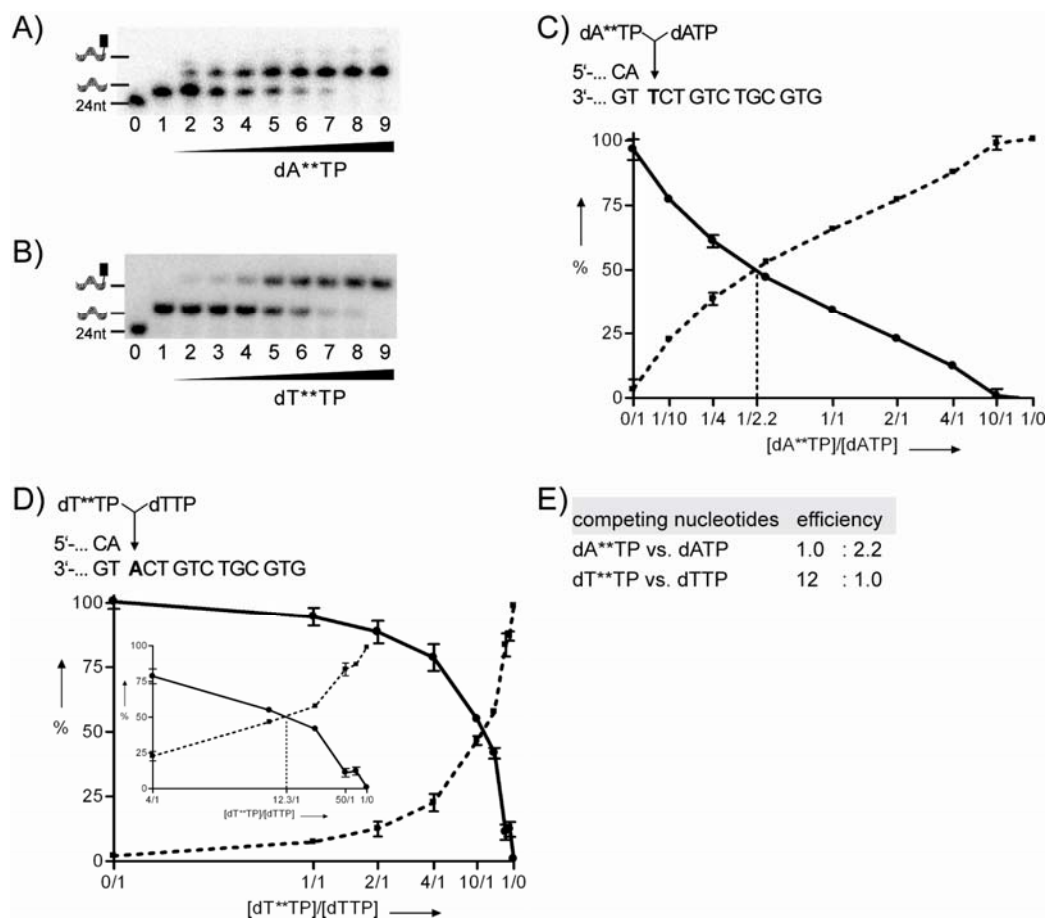 A)
24nt
0 1 2 3 4 5 6 7 8 9
dA**TP
B)
24nt
0 1 2 3 4 5 6 7 8 9
dT**TP
C)
dA**TP dATP
5'-... CA
3'-... GT TCT GTC TGC GTG
100
75
50
%
25
0
0/1 1/10 1/4 1/2.2 1/1 2/1 4/1 10/1 1/0
[dA**TP]/[dATP]
D)
dT**TP dTTP
5'-... CA
3'-... GT ACT GTC TGC GTG
100
75
50
%
25
0
0/1 1/1 2/1 4/1 10/1 1/0
[dT**TP]/[dTTP]
100
75
50
%
25
0
4/1 12.3/1 50/1 1/0
[dT**TP]/[dTTP]
E)
competing nucleotides efficiency
dA**TP vs. dATP 1.0 : 2.2
dT**TP vs. dTTP 12 : 1.0